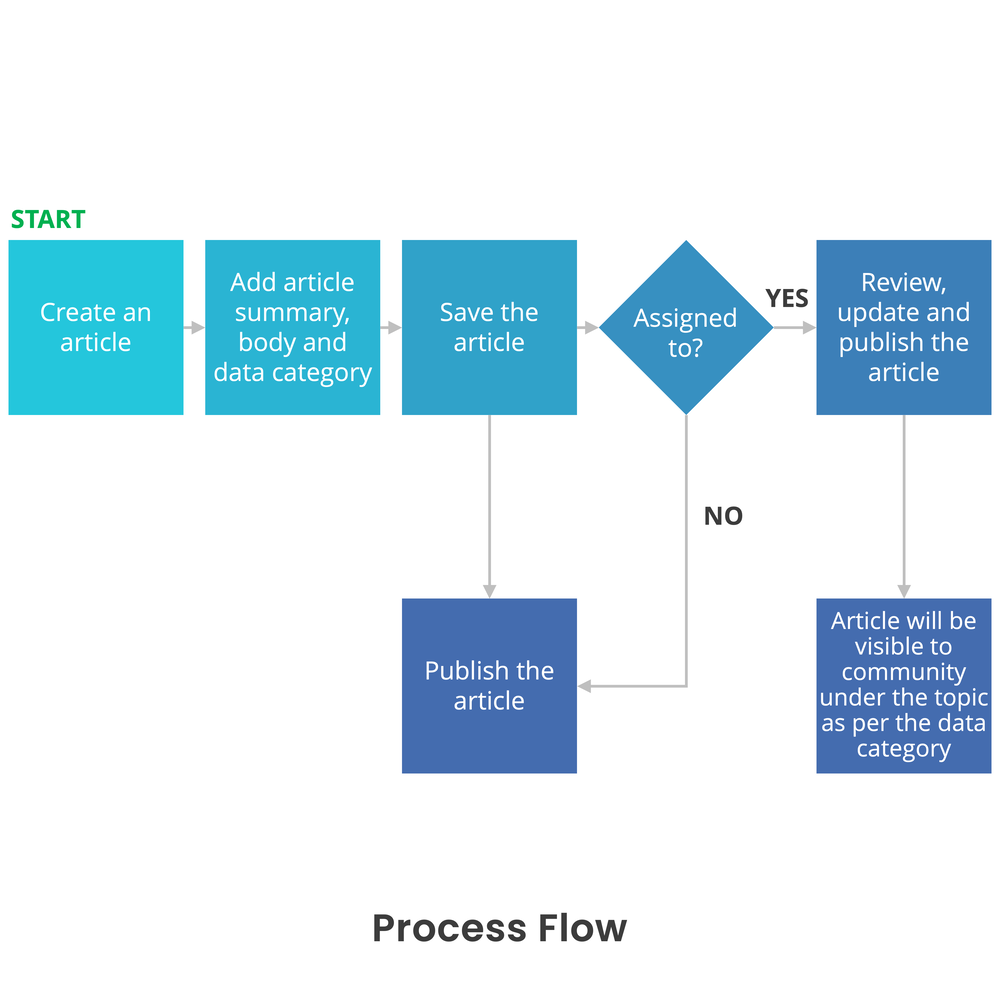 START
Create an
article
Add article
summary,
body and
data category
Save the
article
Assigned
to?
YES
Review,
update and
publish the
article
NO
Publish the
article
Article will be
visible to
community
under the topic
as per the data
category
Process Flow